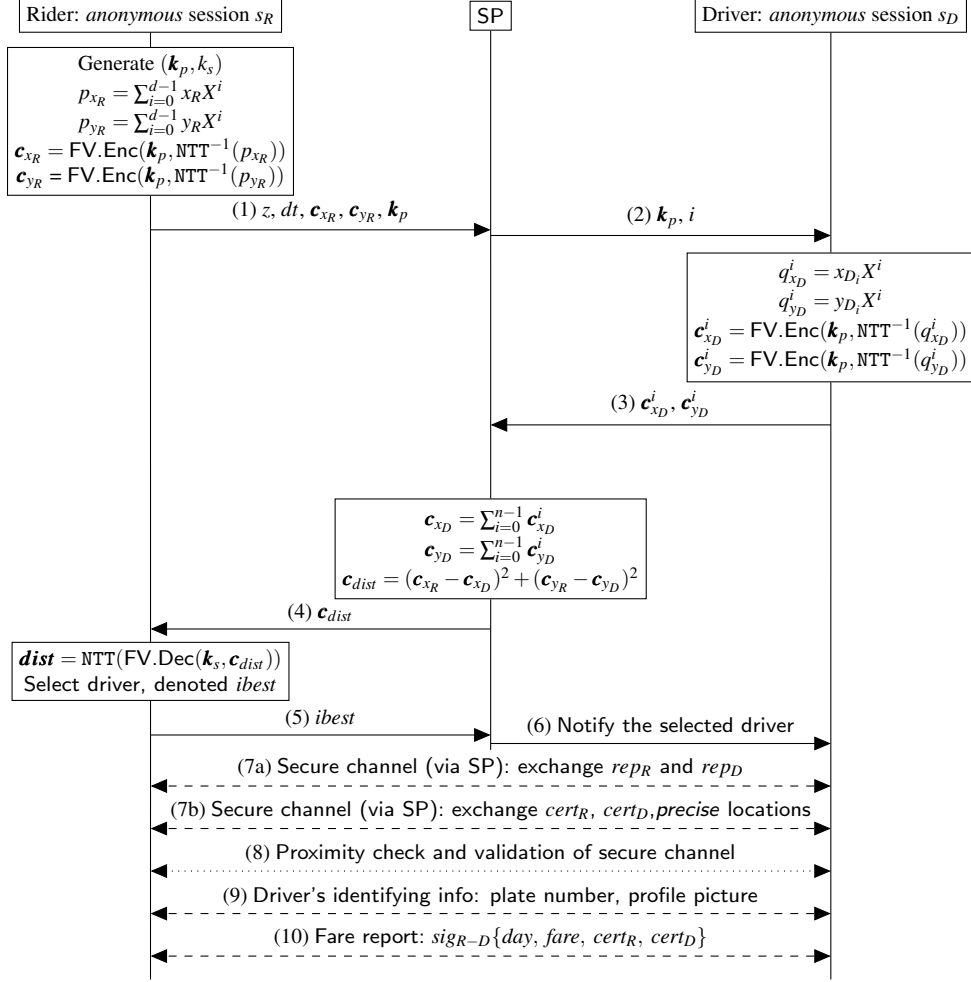 Rider: anonymous session s_R
SP
Driver: anonymous session s_D
Generate (k_p, k_s)
p_{x_R} = ∑_{i=0}^{d−1} x_R X^i
p_{y_R} = ∑_{i=0}^{d−1} y_R X^i
c_{x_R} = FV.Enc(k_p, NTT^{−1}(p_{x_R}))
c_{y_R} = FV.Enc(k_p, NTT^{−1}(p_{y_R}))
(1) z, dt, c_{x_R}, c_{y_R}, k_p
(2) k_p, i
q^i_{x_D} = x_{D_i} X^i
q^i_{y_D} = y_{D_i} X^i
c^i_{x_D} = FV.Enc(k_p, NTT^{−1}(q^i_{x_D}))
c^i_{y_D} = FV.Enc(k_p, NTT^{−1}(q^i_{y_D}))
(3) c^i_{x_D}, c^i_{y_D}
c_{x_D} = ∑_{i=0}^{n−1} c^i_{x_D}
c_{y_D} = ∑_{i=0}^{n−1} c^i_{y_D}
c_{dist} = (c_{x_R} − c_{x_D})^2 + (c_{y_R} − c_{y_D})^2
(4) c_{dist}
dist = NTT(FV.Dec(k_s, c_{dist}))
Select driver, denoted ibest
(5) ibest
(6) Notify the selected driver
(7a) Secure channel (via SP): exchange rep_R and rep_D
(7b) Secure channel (via SP): exchange cert_R, cert_D,precise locations
(8) Proximity check and validation of secure channel
(9) Driver's identifying info: plate number, profile picture
(10) Fare report: sig_{R−D}{day, fare, cert_R, cert_D}